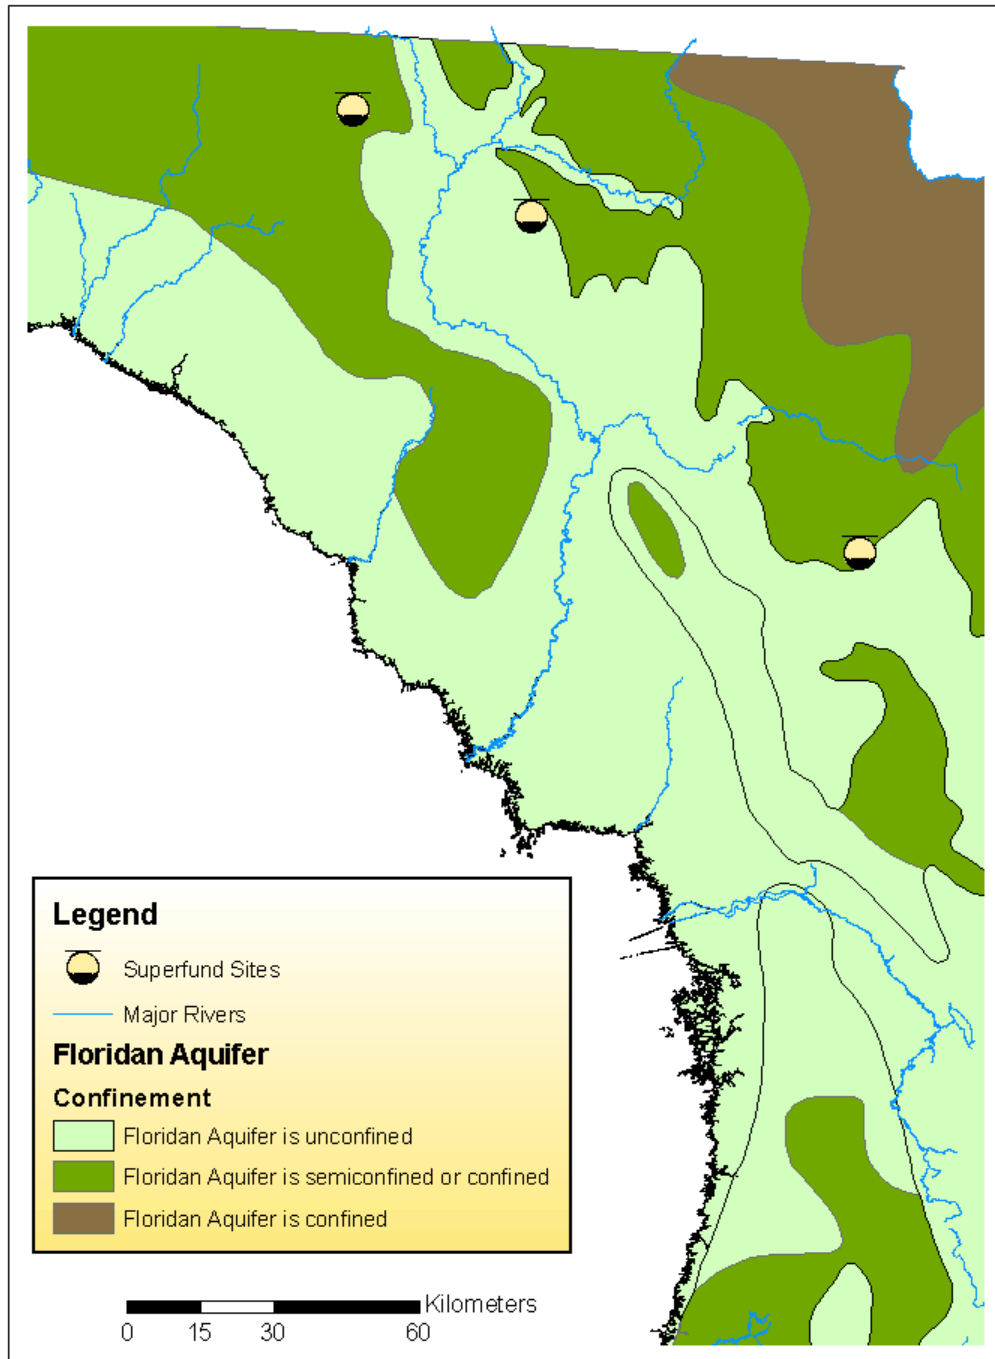 Legend
Superfund Sites
Major Rivers
Floridan Aquifer
Confinement
Floridan Aquifer is unconfined
Floridan Aquifer is semiconfined or confined
Floridan Aquifer is confined
Kilometers
0 15 30 60